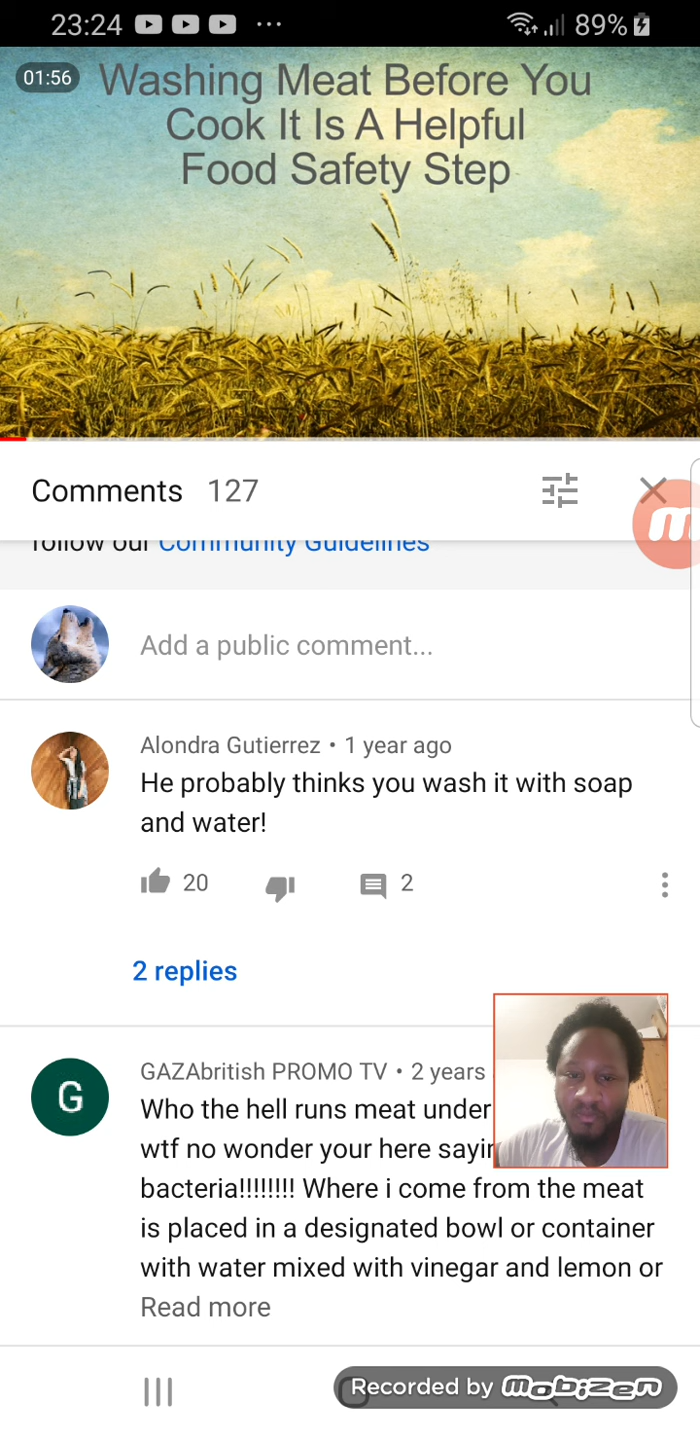 23:24 ... 89%
01:56
Washing Meat Before You
Cook It Is A Helpful
Food Safety Step
Comments 127
follow our Community Guidelines
Add a public comment...
Alondra Gutierrez • 1 year ago
He probably thinks you wash it with soap
and water!
20 2
2 replies
G
GAZAbritish PROMO TV • 2 years
Who the hell runs meat under
wtf no wonder your here sayin
bacteria!!!!!!!! Where i come from the meat
is placed in a designated bowl or container
with water mixed with vinegar and lemon or
Read more
Recorded by mobizen